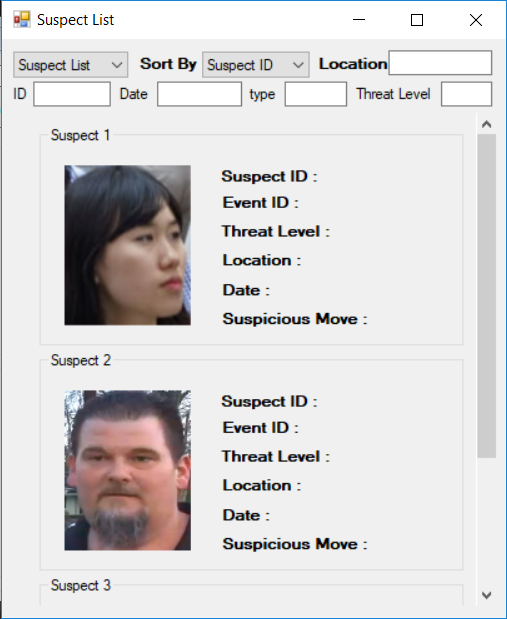 Suspect List
Suspect List Sort By Suspect ID Location
ID Date type Threat Level
Suspect 1
Suspect ID :
Event ID :
Threat Level :
Location :
Date :
Suspicious Move :
Suspect 2
Suspect ID :
Event ID :
Threat Level :
Location :
Date :
Suspicious Move :
Suspect 3